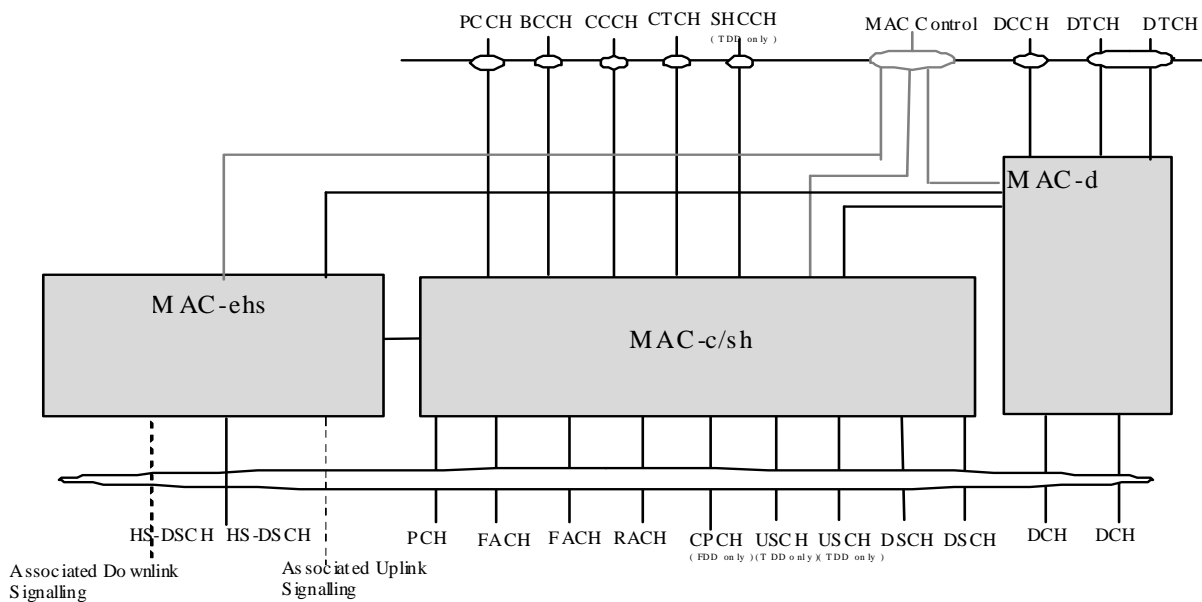 PCCH BCCH CCCH CTCH SHCCH MAC Control DCCH DTCH DTCH
( TDD only )
MAC-d
MAC-ehs
MAC-c/sh
HS-DSCH HS-DSCH PCH FACH FACH RACH CPCH USCH USCH DSCH DSCH DCH DCH
( FDD only ) ( TDD only ) ( TDD only )
Associated Downlink
Signalling
Associated Uplink
Signalling